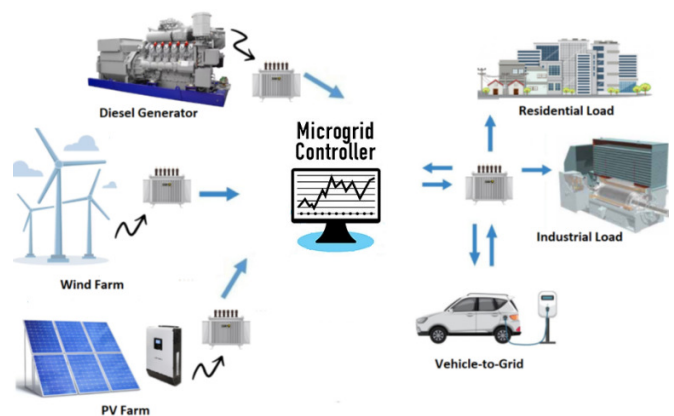 Diesel Generator
Microgrid
Controller
Residential Load
Wind Farm
Industrial Load
PV Farm
Vehicle-to-Grid